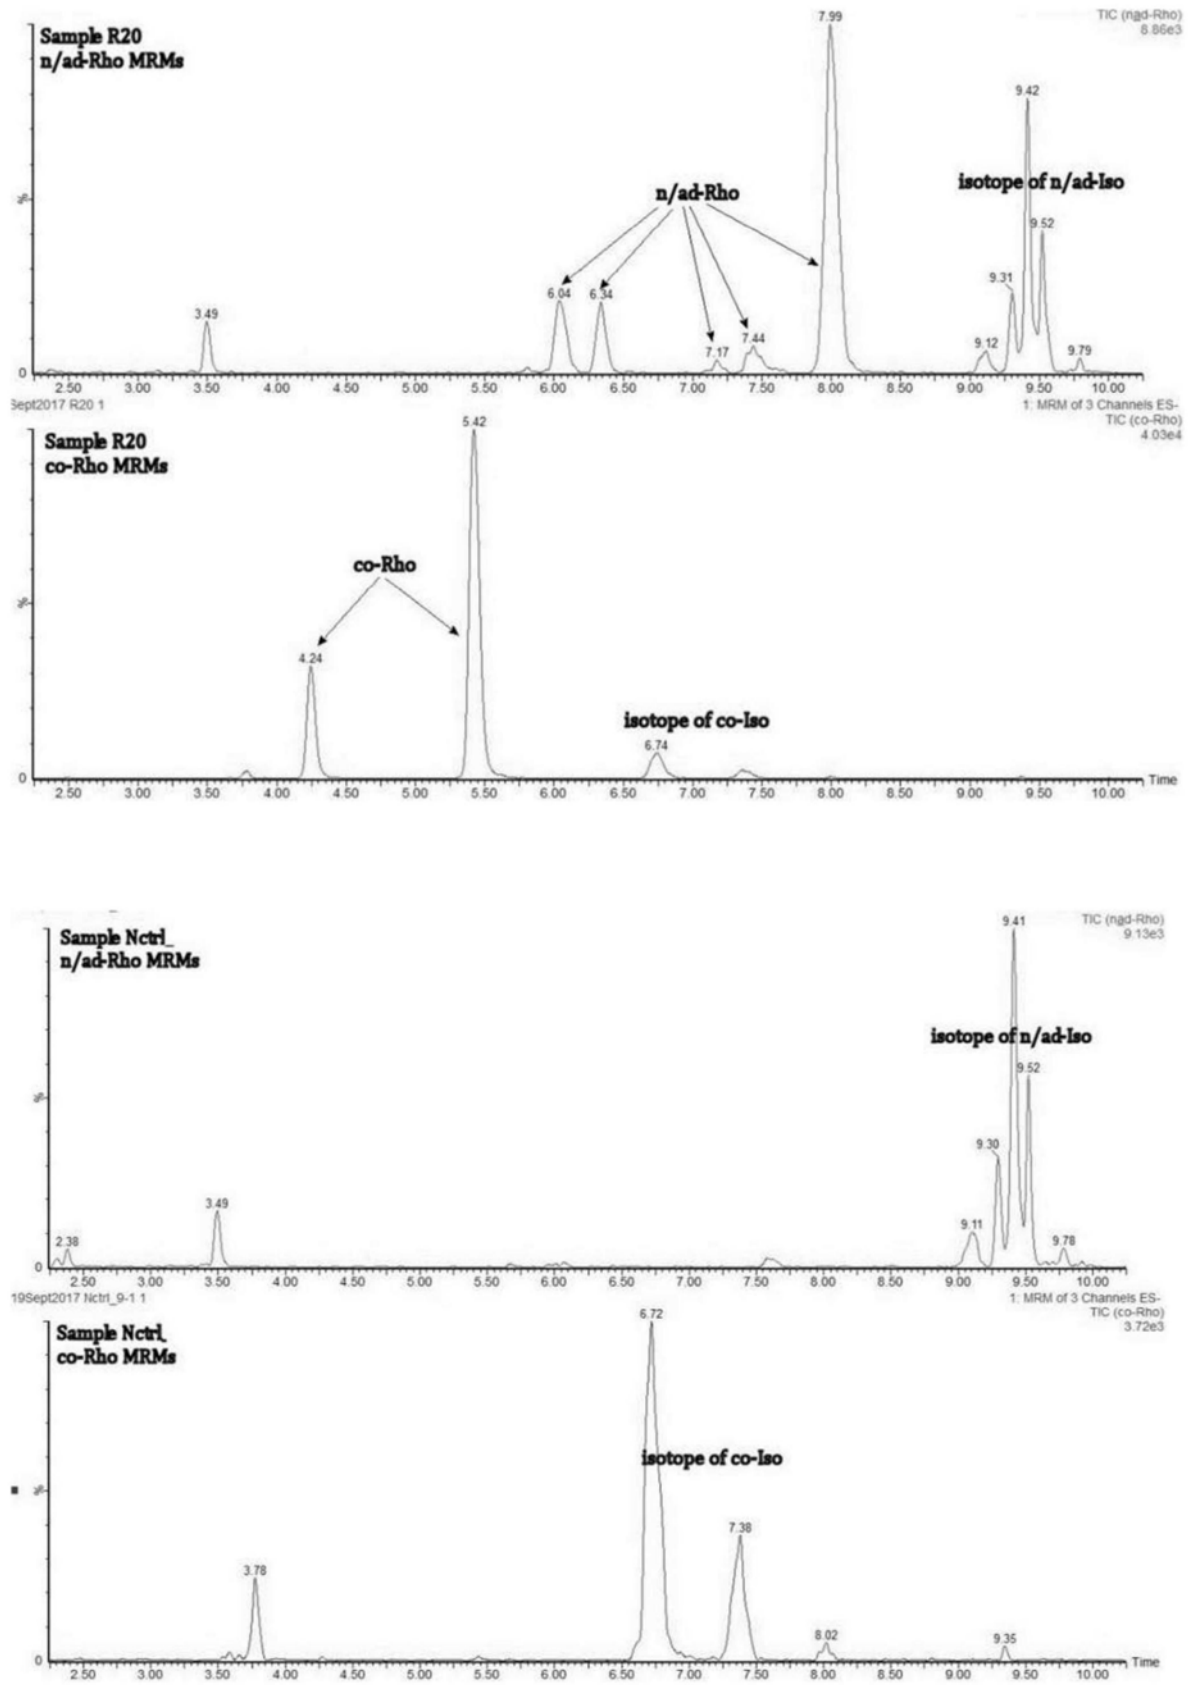 7.99
TIC (nad-Rho)
8.86e3
Sample R20
n/ad-Rho MRMs
9.42
isotope of n/ad-Iso
n/ad-Rho
%
9.52
9.31
6.04
6.34
3.49
7.44
7.17
9.12
9.79
0
2.50 3.00 3.50 4.00 4.50 5.00 5.50 6.00 6.50 7.00 7.50 8.00 8.50 9.00 9.50 10.00
Sept2017 R20 1
1: MRM of 3 Channels ES-
TIC (co-Rho)
4.03e4
5.42
Sample R20
co-Rho MRMs
co-Rho
%
4.24
isotope of co-Iso
6.74
0
Time
2.50 3.00 3.50 4.00 4.50 5.00 5.50 6.00 6.50 7.00 7.50 8.00 8.50 9.00 9.50 10.00
9.41
TIC (nad-Rho)
9.13e3
Sample Nctrl_
n/ad-Rho MRMs
isotope of n/ad-Iso
9.52
%
9.30
3.49
9.11
2.38
9.78
0
2.50 3.00 3.50 4.00 4.50 5.00 5.50 6.00 6.50 7.00 7.50 8.00 8.50 9.00 9.50 10.00
19Sept2017 Nctrl_9-1 1
1: MRM of 3 Channels ES-
TIC (co-Rho)
3.72e3
6.72
Sample Nctrl_
co-Rho MRMs
isotope of co-Iso
%
7.38
3.78
8.02
9.35
0
Time
2.50 3.00 3.50 4.00 4.50 5.00 5.50 6.00 6.50 7.00 7.50 8.00 8.50 9.00 9.50 10.00